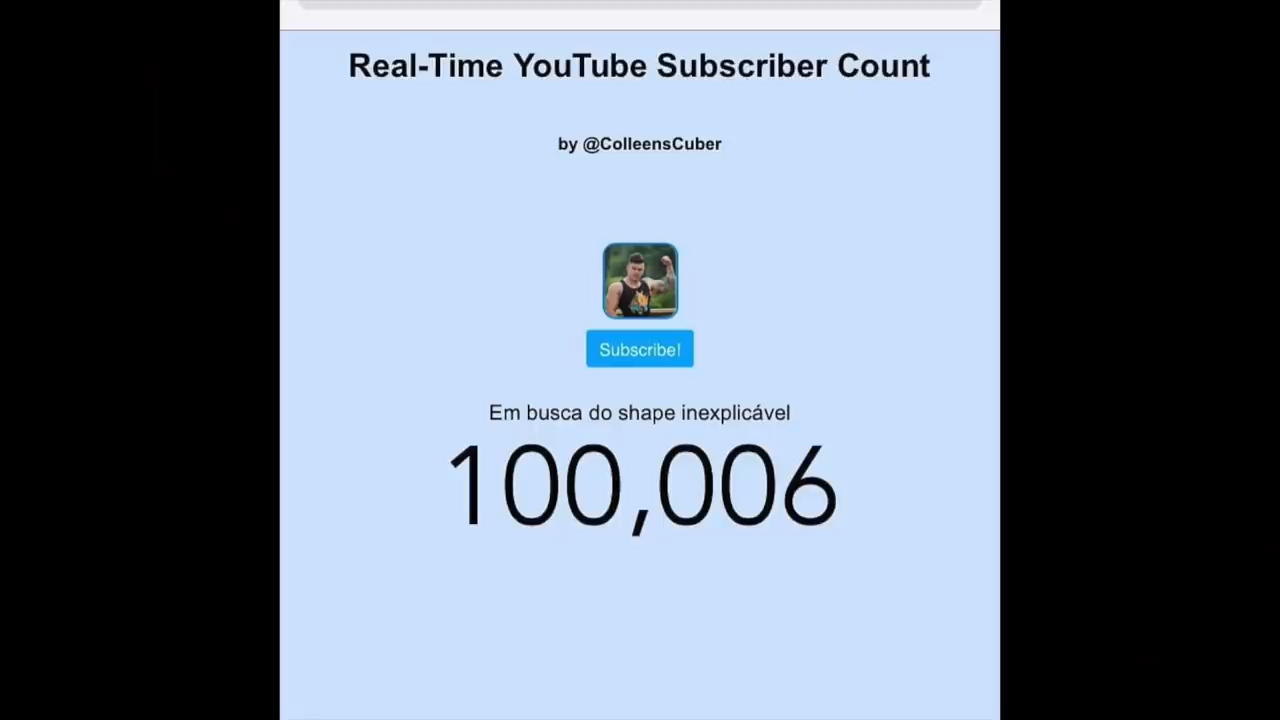 Real-Time YouTube Subscriber Count
by @ColleensCuber
Subscribe!
Em busca do shape inexplicável
100,006